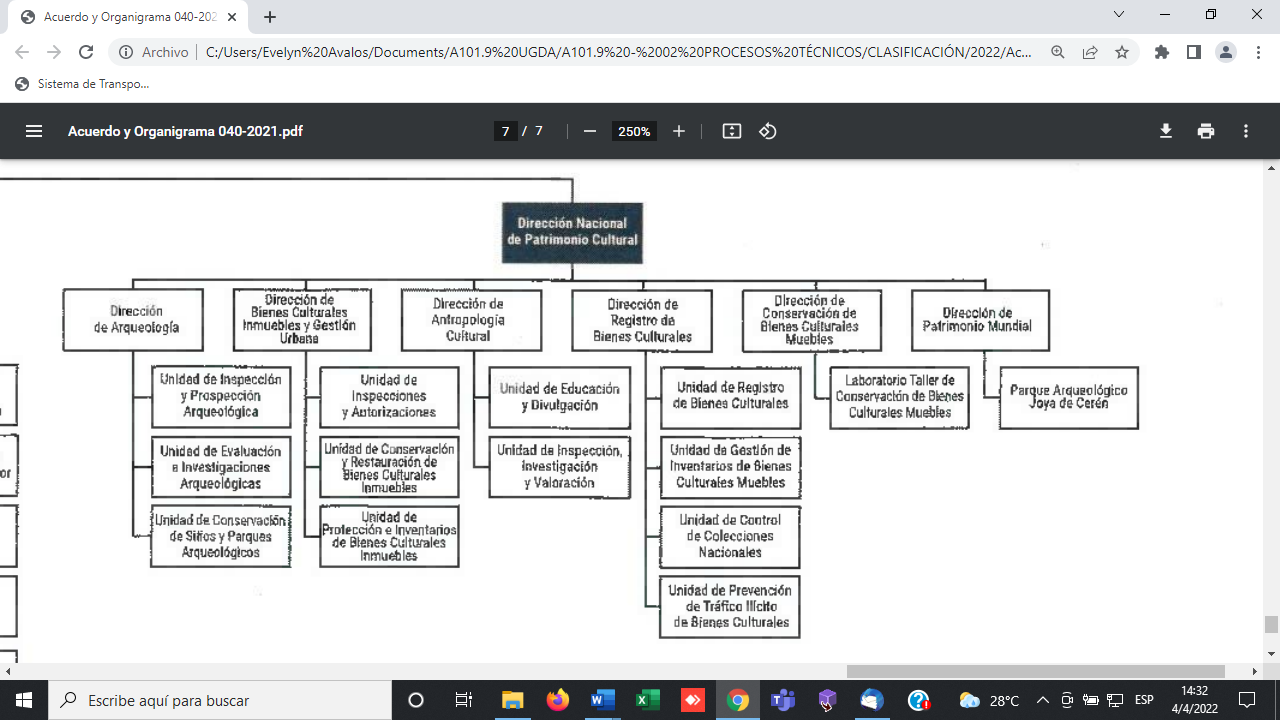 Acuerdo y Organigrama 040-202
Archivo
C:/Users/Evelyn%20Avalos/Documents/A101.9%20UGDA/A101.9%20-%2002%20PROCESOS%20TÉCNICOS/CLASIFICACIÓN/2022/Ac...
Sistema de Transpo...
Acuerdo y Organigrama 040-2021.pdf
7 / 7
250%
Dirección Nacional
de Patrimonio Cultural
Dirección
de Arqueología
Dirección de
Bienes Culturales
Inmuebles y Gestión
Urbana
Dirección de
Antropología
Cultural
Dirección de
Registro de
Bienes Culturales
Dirección de
Conservación de
Bienes Culturales
Muebles
Dirección de
Patrimonio Mundial
Unidad de Inspección
y Prospección
Arqueológica
Unidad de
Inspecciones
y Autorizaciones
Unidad de Educación
y Divulgación
Unidad de Registro
de Bienes Culturales
Laboratorio Taller de
Conservación de Bienes
Culturales Muebles
Parque Arqueológico
Joya de Cerén
or
Unidad de Evaluación
e Investigaciones
Arqueológicas
Unidad de Conservación
y Restauración de
Bienes Culturales
Inmuebles
Unidad de Inspección,
Investigación
y Valoración
Unidad de Gestión de
Inventarios de Bienes
Culturales Muebles
Unidad de Conservación
de Sitios y Parques
Arqueológicos
Unidad de
Protección e Inventarios
de Bienes Culturales
Inmuebles
Unidad de Control
de Colecciones
Nacionales
Unidad de Prevención
de Tráfico Ilícito
de Bienes Culturales
Escribe aquí para buscar
28°C
ESP
14:32
4/4/2022